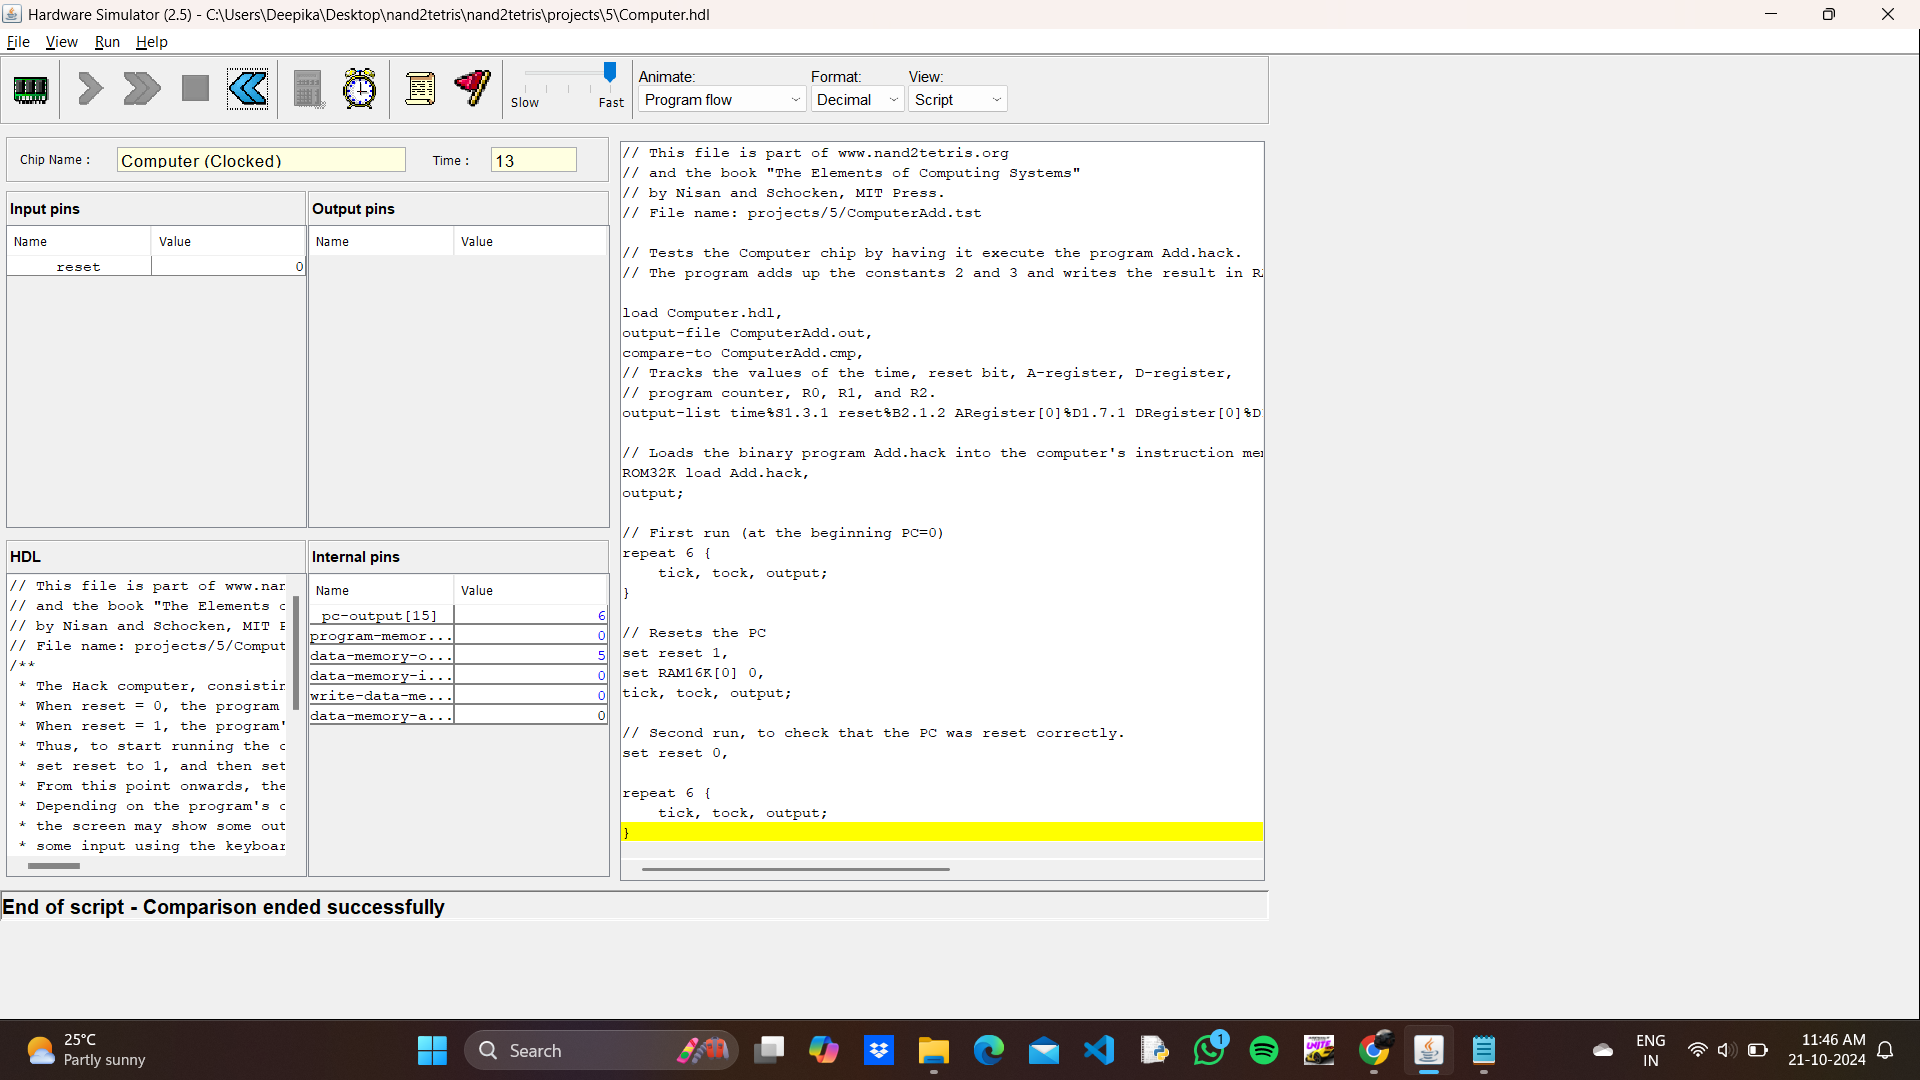 Hardware Simulator (2.5) - C:\Users\Deepika\Desktop\nand2tetris\nand2tetris\projects\5\Computer.hdl
File View Run Help
Slow Fast
Animate: Format: View:
Program flow Decimal Script
Chip Name : Computer (Clocked) Time : 13
Input pins
Name Value
reset 0
Output pins
Name Value
HDL
// This file is part of www.nan
// and the book "The Elements o
// by Nisan and Schocken, MIT P
// File name: projects/5/Comput
/**
* The Hack computer, consistin
* When reset = 0, the program
* When reset = 1, the program'
* Thus, to start running the c
* set reset to 1, and then set
* From this point onwards, the
* Depending on the program's c
* the screen may show some out
* some input using the keyboar
Internal pins
Name Value
pc-output[15] 6
program-memor... 0
data-memory-o... 5
data-memory-i... 0
write-data-me... 0
data-memory-a... 0
// This file is part of www.nand2tetris.org
// and the book "The Elements of Computing Systems"
// by Nisan and Schocken, MIT Press.
// File name: projects/5/ComputerAdd.tst
// Tests the Computer chip by having it execute the program Add.hack.
// The program adds up the constants 2 and 3 and writes the result in RA
load Computer.hdl,
output-file ComputerAdd.out,
compare-to ComputerAdd.cmp,
// Tracks the values of the time, reset bit, A-register, D-register,
// program counter, R0, R1, and R2.
output-list time%S1.3.1 reset%B2.1.2 ARegister[0]%D1.7.1 DRegister[0]%D
// Loads the binary program Add.hack into the computer's instruction mem
ROM32K load Add.hack,
output;
// First run (at the beginning PC=0)
repeat 6 {
tick, tock, output;
}
// Resets the PC
set reset 1,
set RAM16K[0] 0,
tick, tock, output;
// Second run, to check that the PC was reset correctly.
set reset 0,
repeat 6 {
tick, tock, output;
}
End of script - Comparison ended successfully
25°C
Partly sunny
Search
1
ENG
IN
11:46 AM
21-10-2024